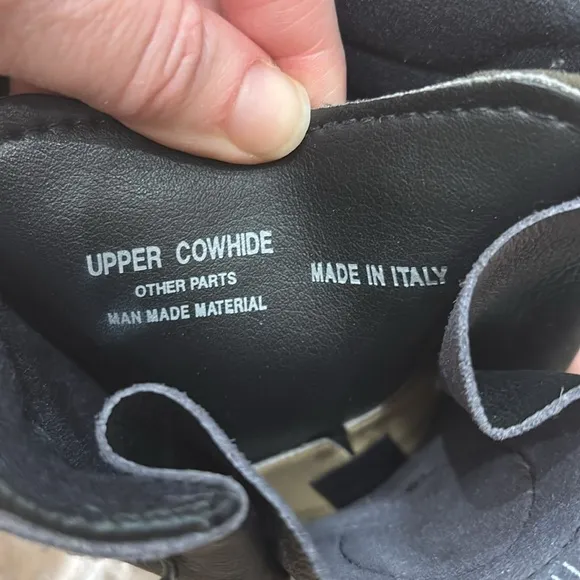 UPPER COWHIDE
OTHER PARTS
MAN MADE MATERIAL
MADE IN ITALY